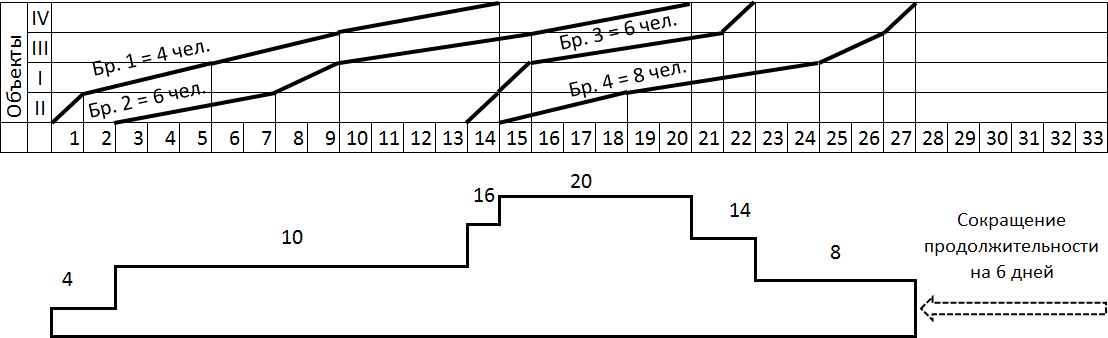 Объекты
IV
III
I
II
Бр. 1 = 4 чел.
Бр. 2 = 6 чел.
Бр. 3 = 6 чел.
Бр. 4 = 8 чел.
1 2 3 4 5 6 7 8 9 10 11 12 13 14 15 16 17 18 19 20 21 22 23 24 25 26 27 28 29 30 31 32 33
4
10
16
20
14
8
Сокращение
продолжительности
на 6 дней